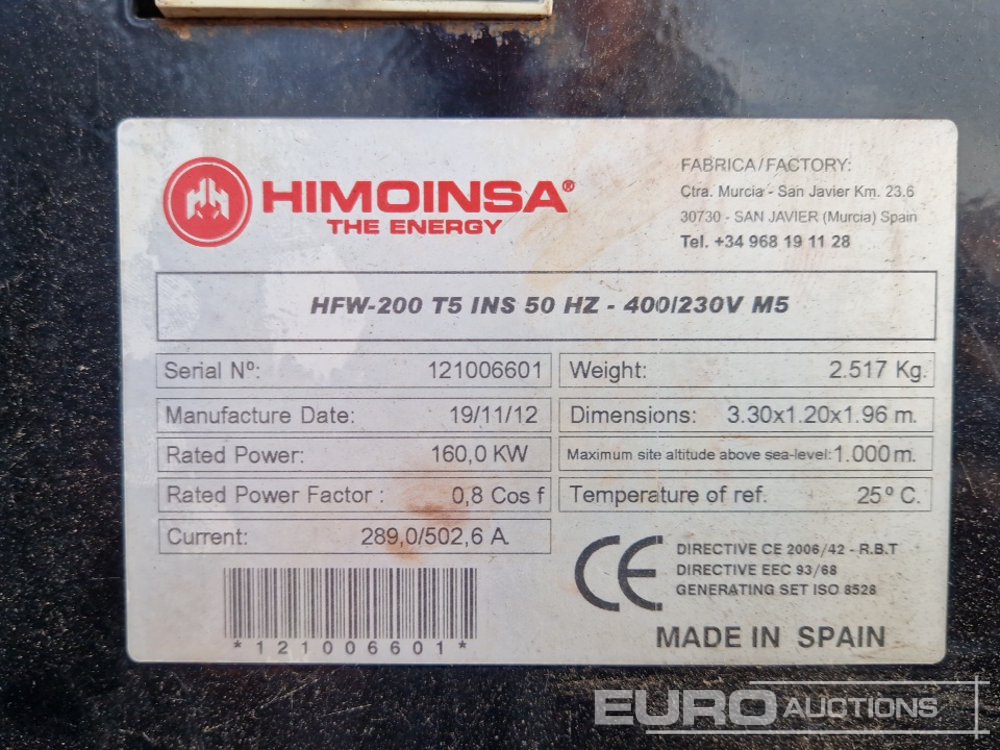 HIMOINSA®
THE ENERGY
FABRICA/FACTORY:
Ctra. Murcia - San Javier Km. 23.6
30730 - SAN JAVIER (Murcia) Spain
Tel. +34 968 19 11 28
HFW-200 T5 INS 50 HZ - 400/230V M5
Serial Nº: 121006601
Weight: 2.517 Kg.
Manufacture Date: 19/11/12
Dimensions: 3.30x1.20x1.96 m.
Rated Power: 160,0 KW
Maximum site altitude above sea-level: 1.000 m.
Rated Power Factor : 0,8 Cos f
Temperature of ref. 25º C.
Current: 289,0/502,6 A
CE
DIRECTIVE CE 2006/42 - R.B.T
DIRECTIVE EEC 93/68
GENERATING SET ISO 8528
*121006601*
MADE IN SPAIN
EURO AUCTIONS